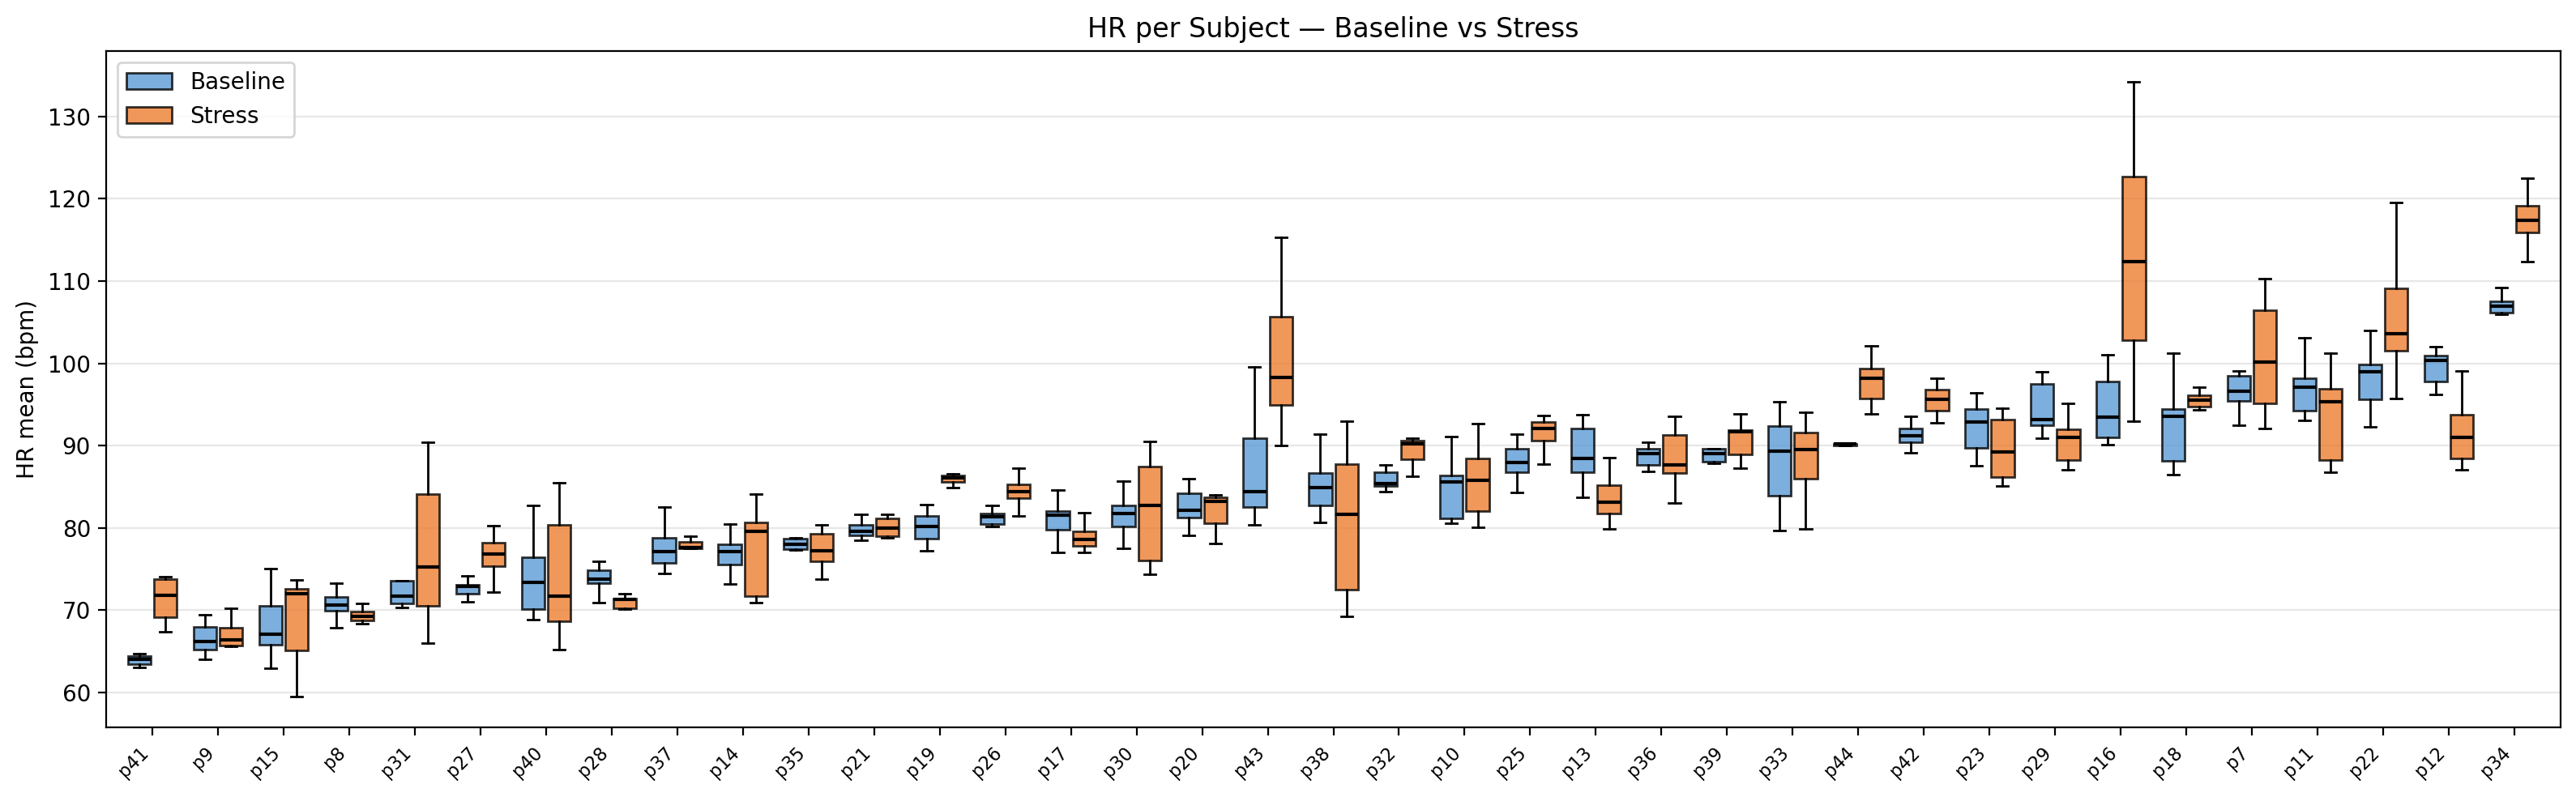 HR per Subject — Baseline vs Stress
Baseline
Stress
HR mean (bpm)
130
120
110
100
90
80
70
60
p41 p9 p15 p8 p31 p27 p40 p28 p37 p14 p35 p21 p19 p26 p17 p30 p20 p43 p38 p32 p10 p25 p13 p36 p39 p33 p44 p42 p23 p29 p16 p18 p7 p11 p22 p12 p34